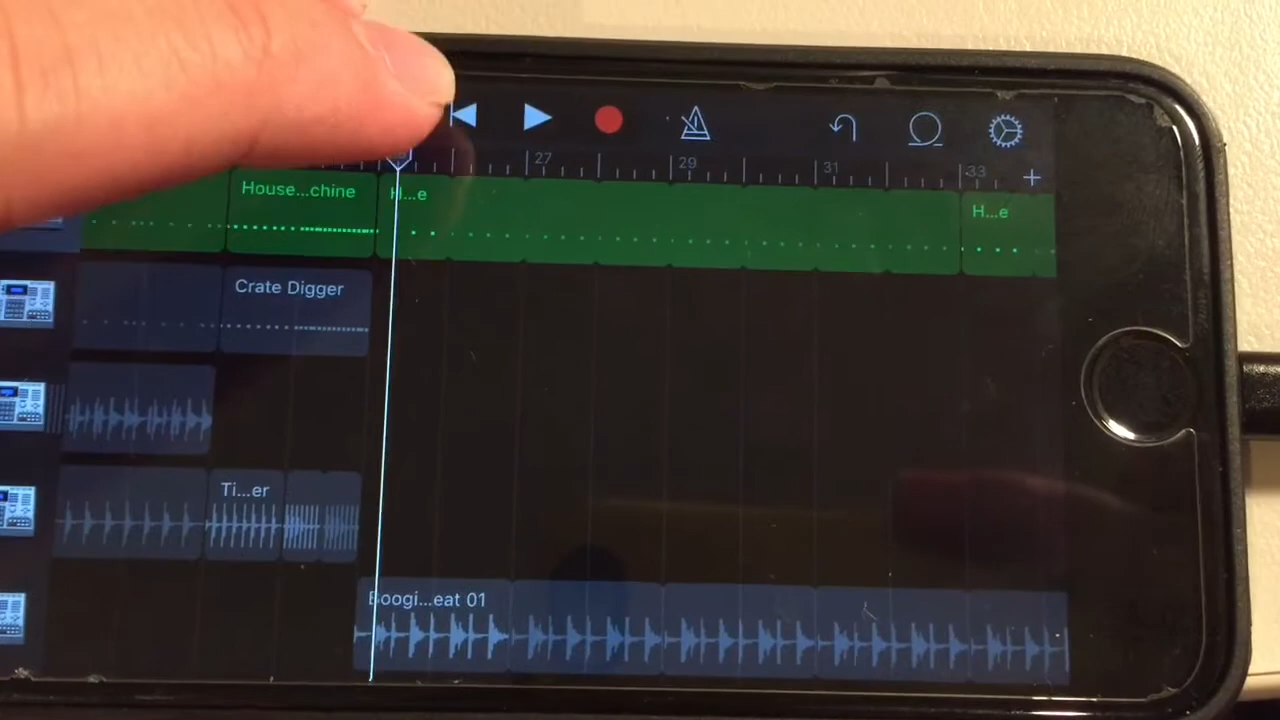 27
29
31
33
House...chine
H...e
H...e
Crate Digger
Ti...er
Boogi...eat 01